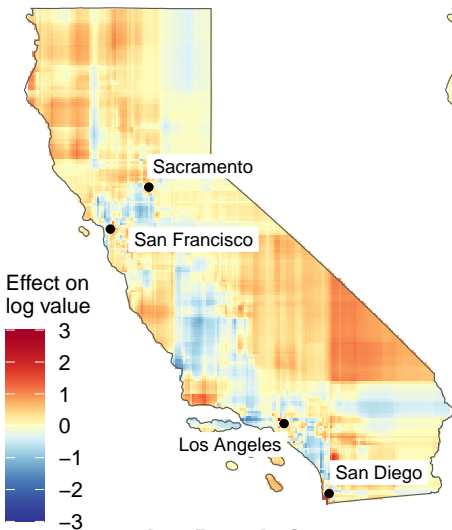 Sacramento
San Francisco
Effect on
log value
3
2
1
0
−1
−2
−3
Los Angeles
San Diego